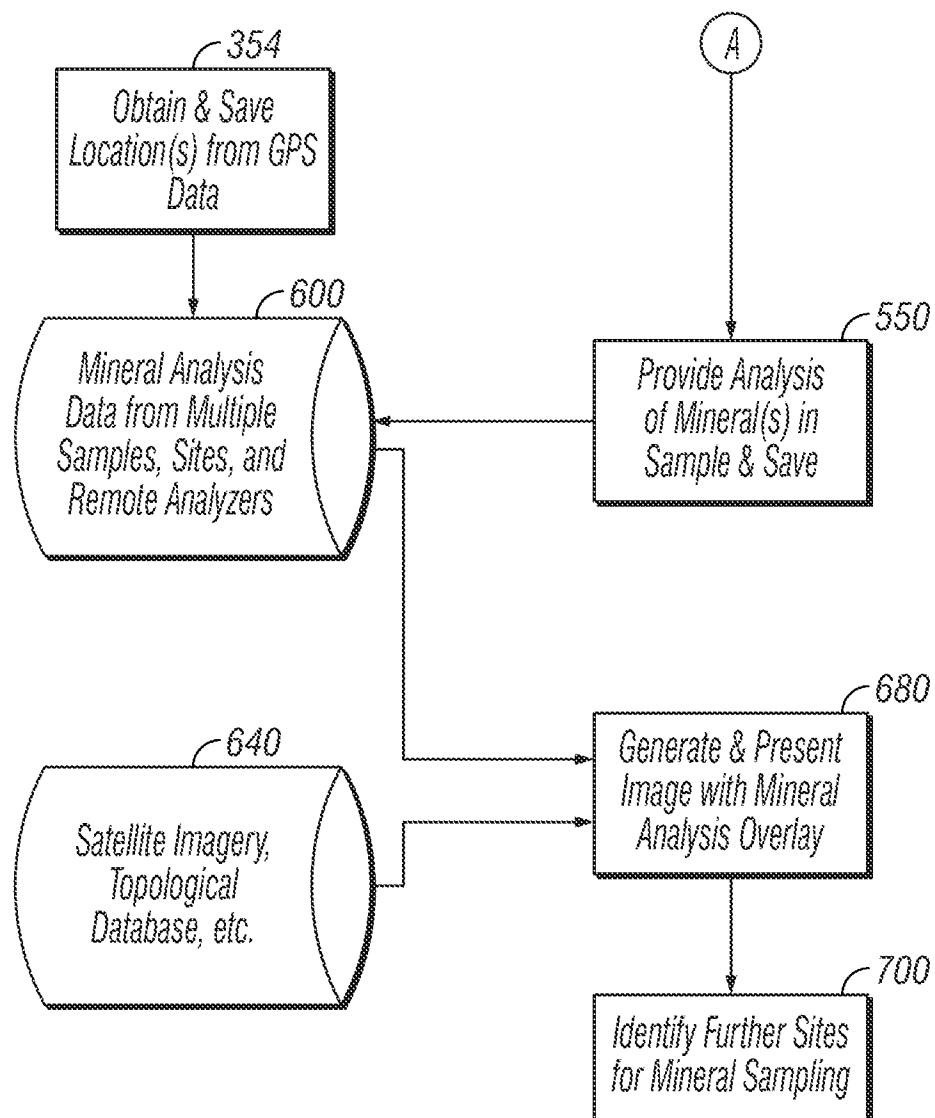 354
Obtain & Save
Location(s) from GPS
Data
A
600
Mineral Analysis
Data from Multiple
Samples, Sites, and
Remote Analyzers
550
Provide Analysis
of Mineral(s) in
Sample & Save
640
Satellite Imagery,
Topological
Database, etc.
680
Generate & Present
Image with Mineral
Analysis Overlay
700
Identify Further Sites
for Mineral Sampling